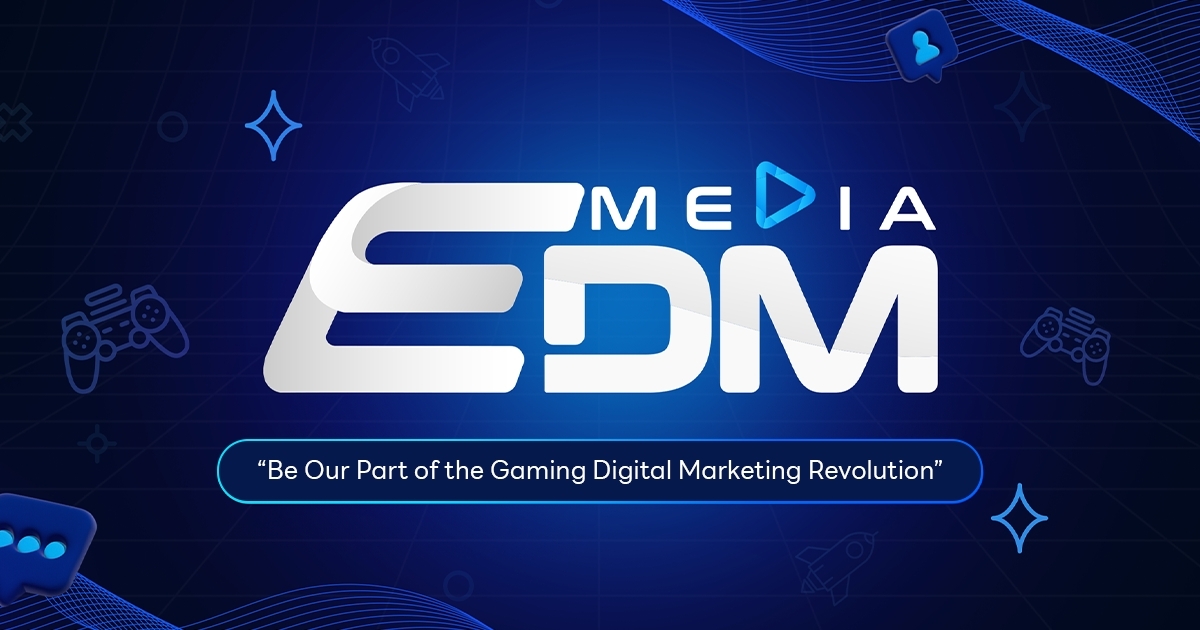 MEDIA
EDM
“Be Our Part of the Gaming Digital Marketing Revolution”